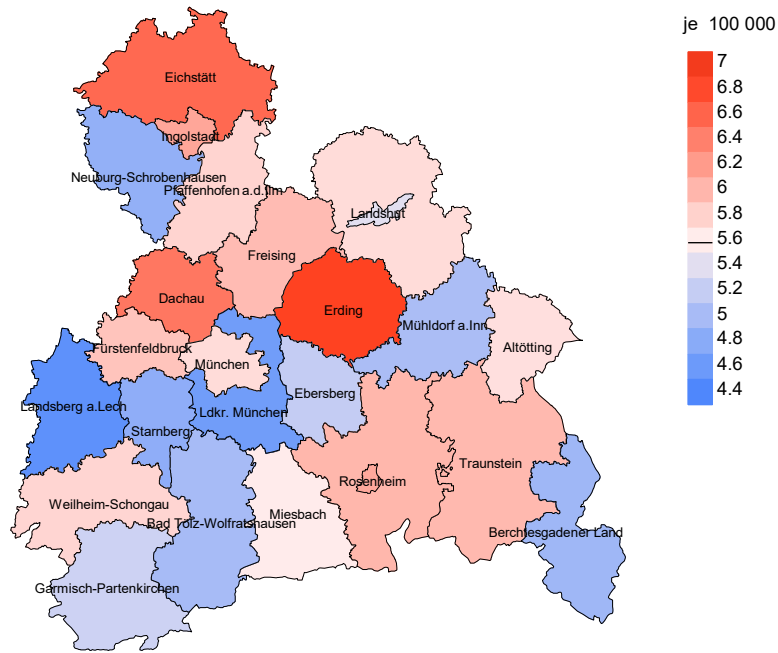 je 100 000
7
6.8
6.6
6.4
6.2
6
5.8
5.6
5.4
5.2
5
4.8
4.6
4.4
Eichstätt
Ingolstadt
Neuburg-Schrobenhausen
Pfaffenhofen a.d.Ilm
Landshut
Freising
Dachau
Erding
Mühldorf a.Inn
Fürstenfeldbruck
Altötting
München
Ebersberg
Landsberg a.Lech
Ldkr. München
Starnberg
Traunstein
Rosenheim
Weilheim-Schongau
Miesbach
Bad Tölz-Wolfratshausen
Berchtesgadener Land
Garmisch-Partenkirchen